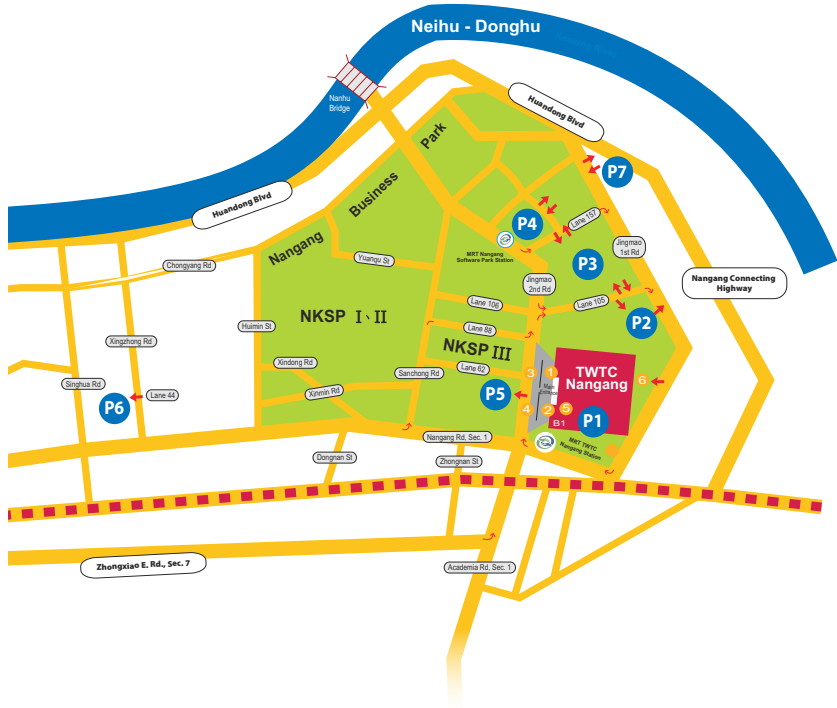 Neihu - Donghu
Nanhu
Bridge
Huandong Blvd
Park
P7
Huandong Blvd
Business
P4
Lane 157
Nangang
Jingmao
1st Rd
MRT Nangang
Software Park Station
Yuanqu St
P3
Chongyang Rd
Nangang Connecting
Highway
Jingmao
2nd Rd
Lane 106
Lane 105
NKSP I、II
Huimin St
P2
Xingzhong Rd
Lane 88
NKSP III
Xindong Rd
Lane 62
Sanchong Rd
TWTC
Nangang
3
1
6
Main
Entrance
Singhua Rd
Xinmin Rd
P5
Lane 44
P6
4
2
5
B1
P1
Nangang Rd, Sec. 1
MRT TWTC
Nangang Station
Dongnan St
Zhongnan St
Zhongxiao E. Rd., Sec. 7
Academia Rd, Sec. 1